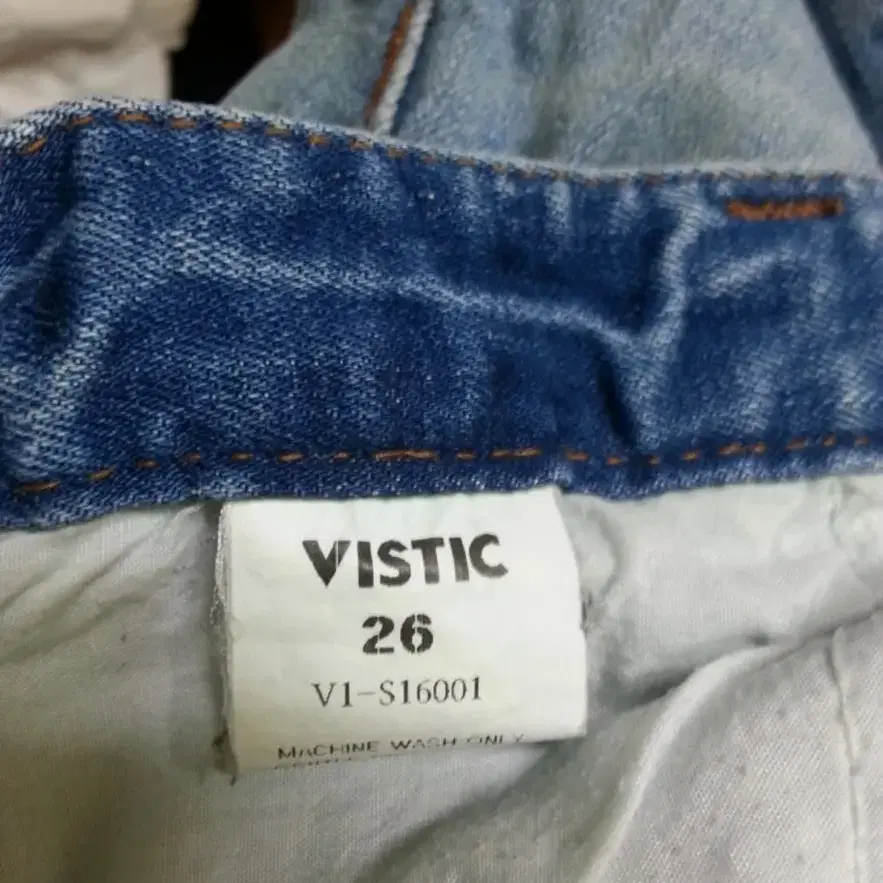 VISTIC
26
V1-S16001
MACHINE WASH ONLY